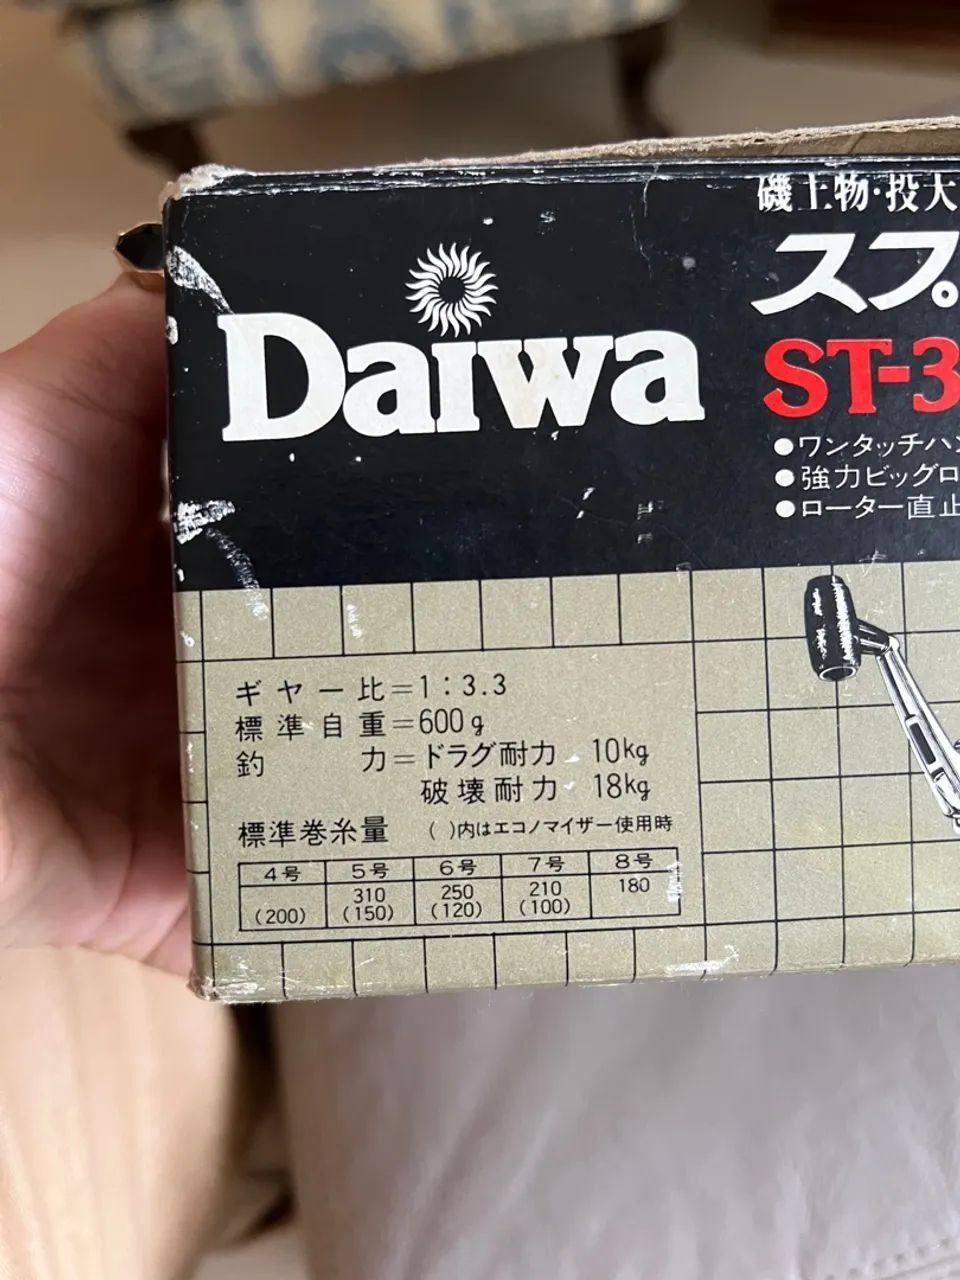 磯上物・投大
スプ
Daiwa
ST-3
●ワンタッチハン
●強力ビッグロ
●ローター直止
ギヤー比=1:3.3
標準自重=600g
釣力=ドラグ耐力 10kg
破壊耐力 18kg
標準巻糸量 ( )内はエコノマイザー使用時
4号 5号 6号 7号 8号
310 250 210 180
(200) (150) (120) (100)